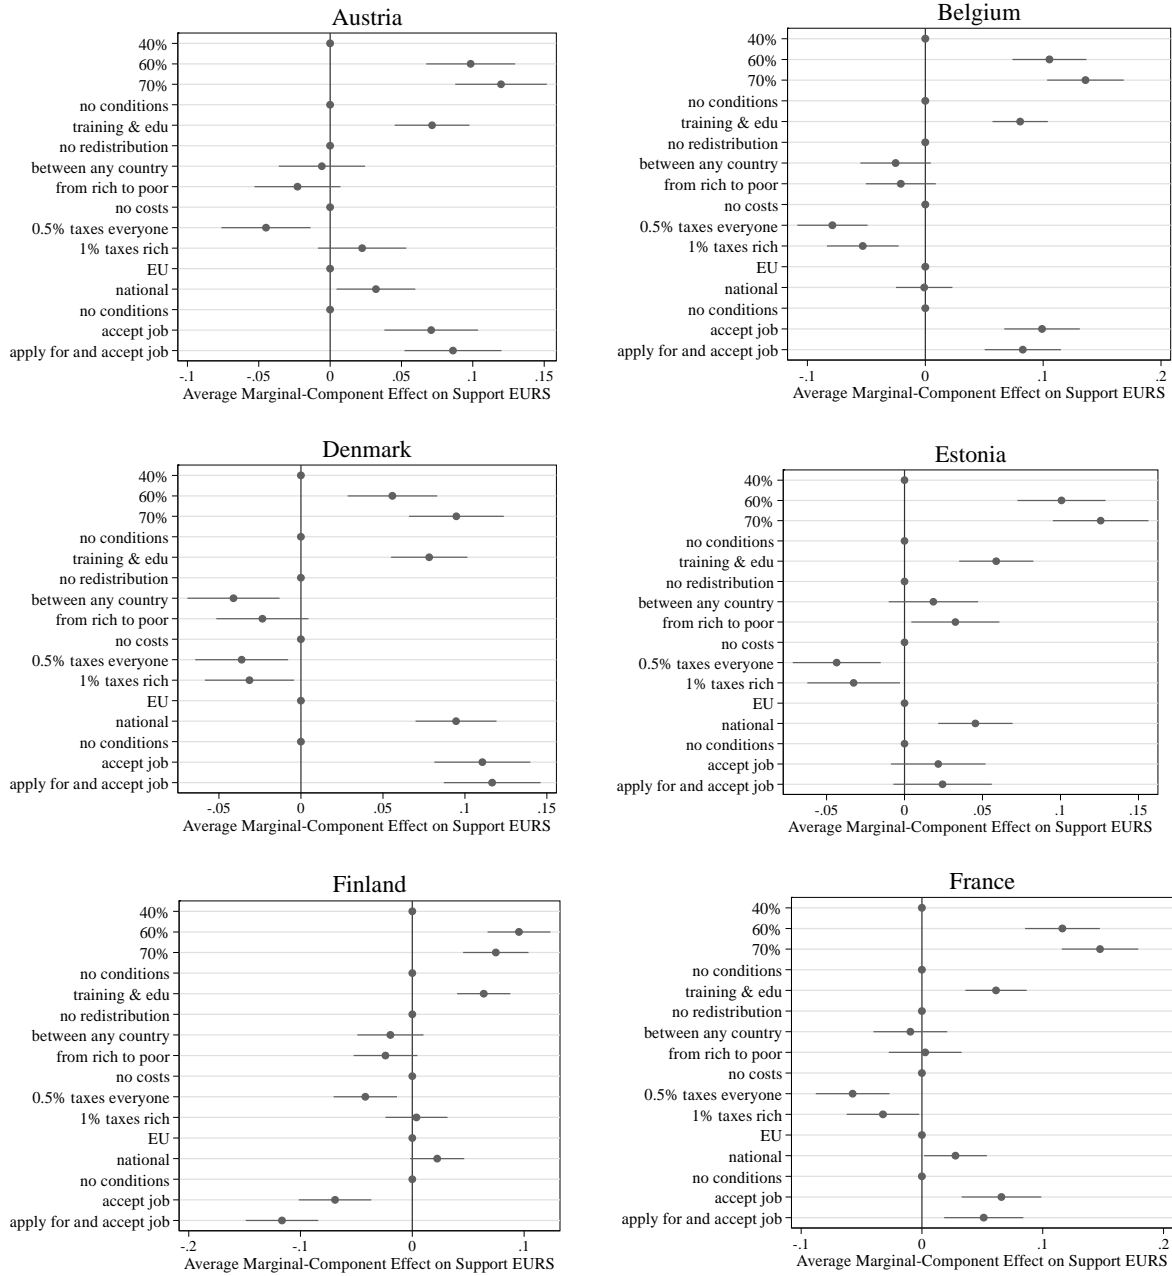 Austria
40%
60%
70%
no conditions
training & edu
no redistribution
between any country
from rich to poor
no costs
0.5% taxes everyone
1% taxes rich
EU
national
no conditions
accept job
apply for and accept job
-.1 -.05 0 .05 .1 .15
Average Marginal-Component Effect on Support EURS
Belgium
40%
60%
70%
no conditions
training & edu
no redistribution
between any country
from rich to poor
no costs
0.5% taxes everyone
1% taxes rich
EU
national
no conditions
accept job
apply for and accept job
-.1 0 .1 .2
Average Marginal-Component Effect on Support EURS
Denmark
40%
60%
70%
no conditions
training & edu
no redistribution
between any country
from rich to poor
no costs
0.5% taxes everyone
1% taxes rich
EU
national
no conditions
accept job
apply for and accept job
-.05 0 .05 .1 .15
Average Marginal-Component Effect on Support EURS
Estonia
40%
60%
70%
no conditions
training & edu
no redistribution
between any country
from rich to poor
no costs
0.5% taxes everyone
1% taxes rich
EU
national
no conditions
accept job
apply for and accept job
-.05 0 .05 .1 .15
Average Marginal-Component Effect on Support EURS
Finland
40%
60%
70%
no conditions
training & edu
no redistribution
between any country
from rich to poor
no costs
0.5% taxes everyone
1% taxes rich
EU
national
no conditions
accept job
apply for and accept job
-.2 -.1 0 .1
Average Marginal-Component Effect on Support EURS
France
40%
60%
70%
no conditions
training & edu
no redistribution
between any country
from rich to poor
no costs
0.5% taxes everyone
1% taxes rich
EU
national
no conditions
accept job
apply for and accept job
-.1 0 .1 .2
Average Marginal-Component Effect on Support EURS